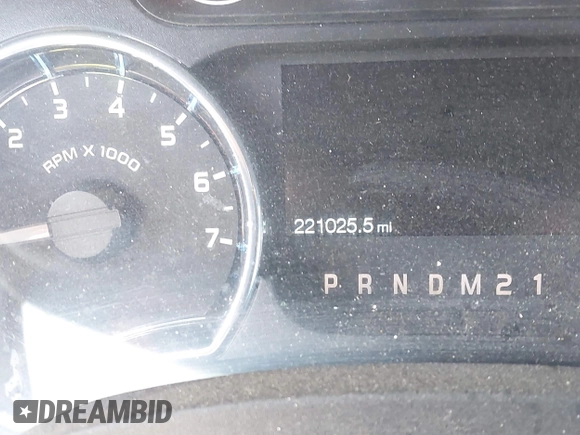 2 3 4 5 6 7
RPM X 1000
221025.5 mi
P R N D M 2 1
DREAMBID